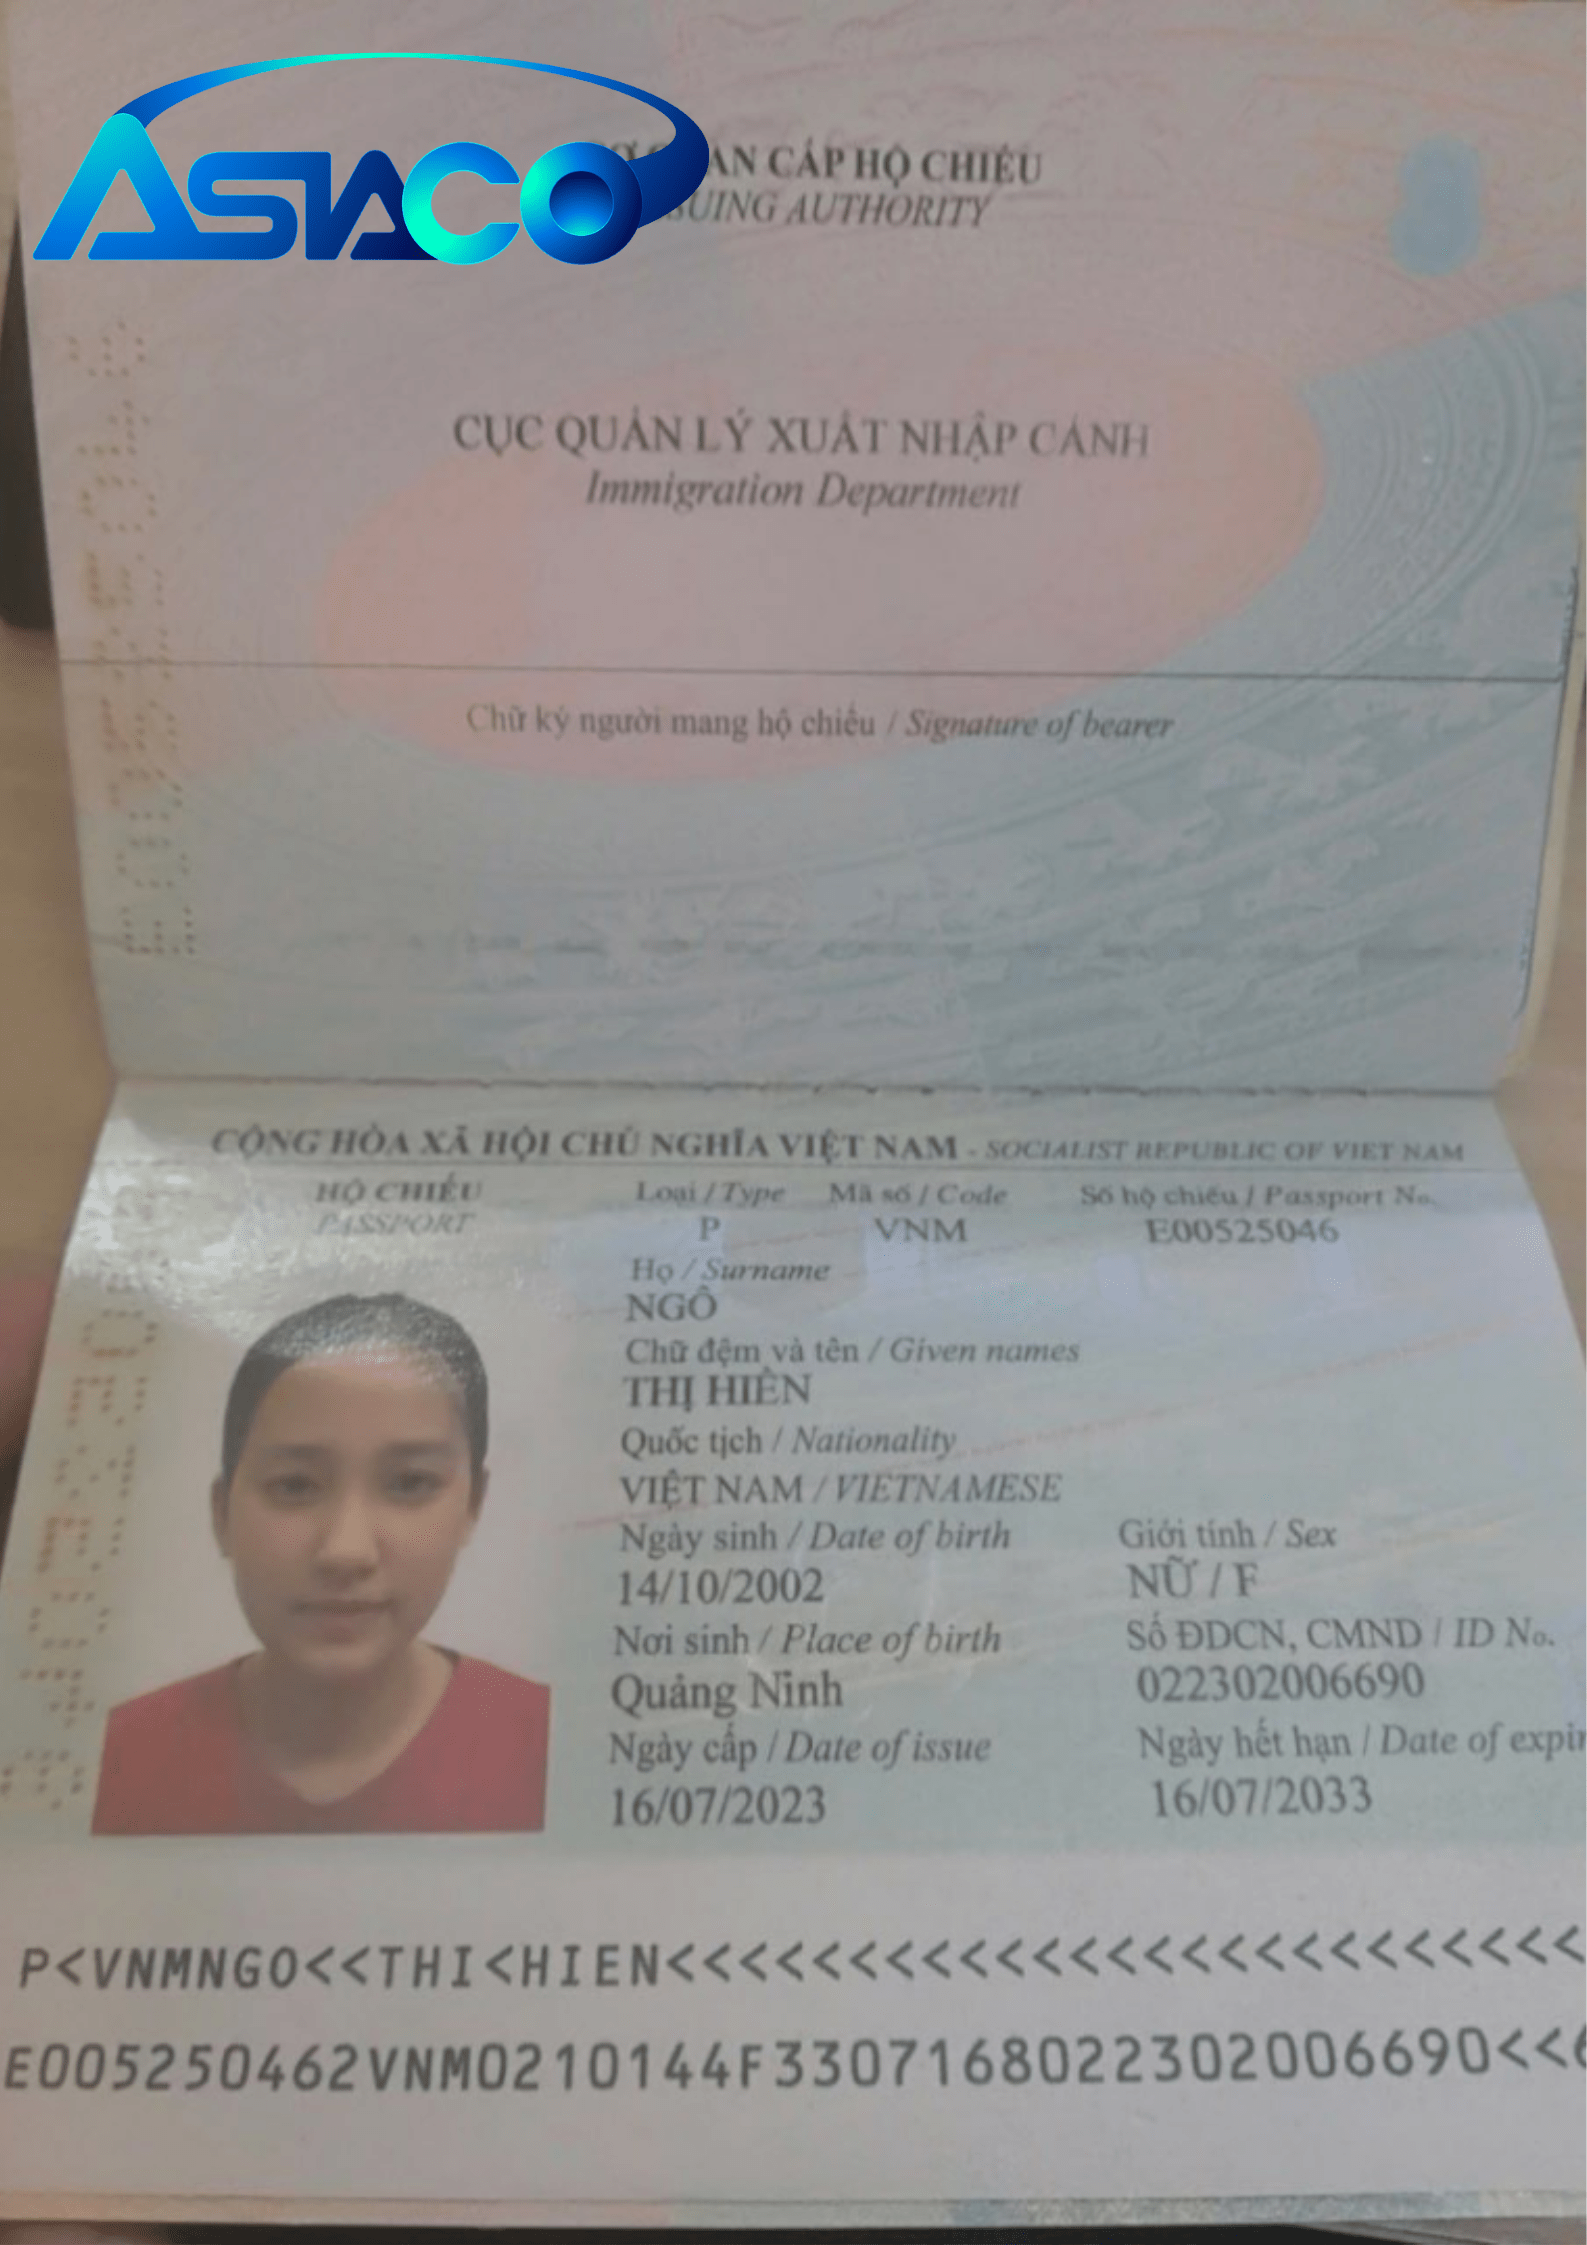 ASIACO
AN CẤP HỘ CHIẾU
SUING AUTHORITY
CỤC QUẢN LÝ XUẤT NHẬP CẢNH
Immigration Department
Chữ ký người mang hộ chiếu / Signature of bearer
CỘNG HÒA XÃ HỘI CHỦ NGHĨA VIỆT NAM - SOCIALIST REPUBLIC OF VIET NAM
HỘ CHIẾU Loại / Type Mã số / Code Số hộ chiếu / Passport No.
PASSPORT P VNM E00525046
Họ / Surname
NGÔ
Chữ đệm và tên / Given names
THỊ HIỀN
Quốc tịch / Nationality
VIỆT NAM / VIETNAMESE
Ngày sinh / Date of birth Giới tính / Sex
14/10/2002 NỮ / F
Nơi sinh / Place of birth Số ĐDCN, CMND / ID No.
Quảng Ninh 022302006690
Ngày cấp / Date of issue Ngày hết hạn / Date of expir
16/07/2023 16/07/2033
P<VNMNGO<<THI<HIEN<<<<<<<<<<<<<<<<<<<<<<<<<
E005250462VNM0210144F3307168022302006690<<6